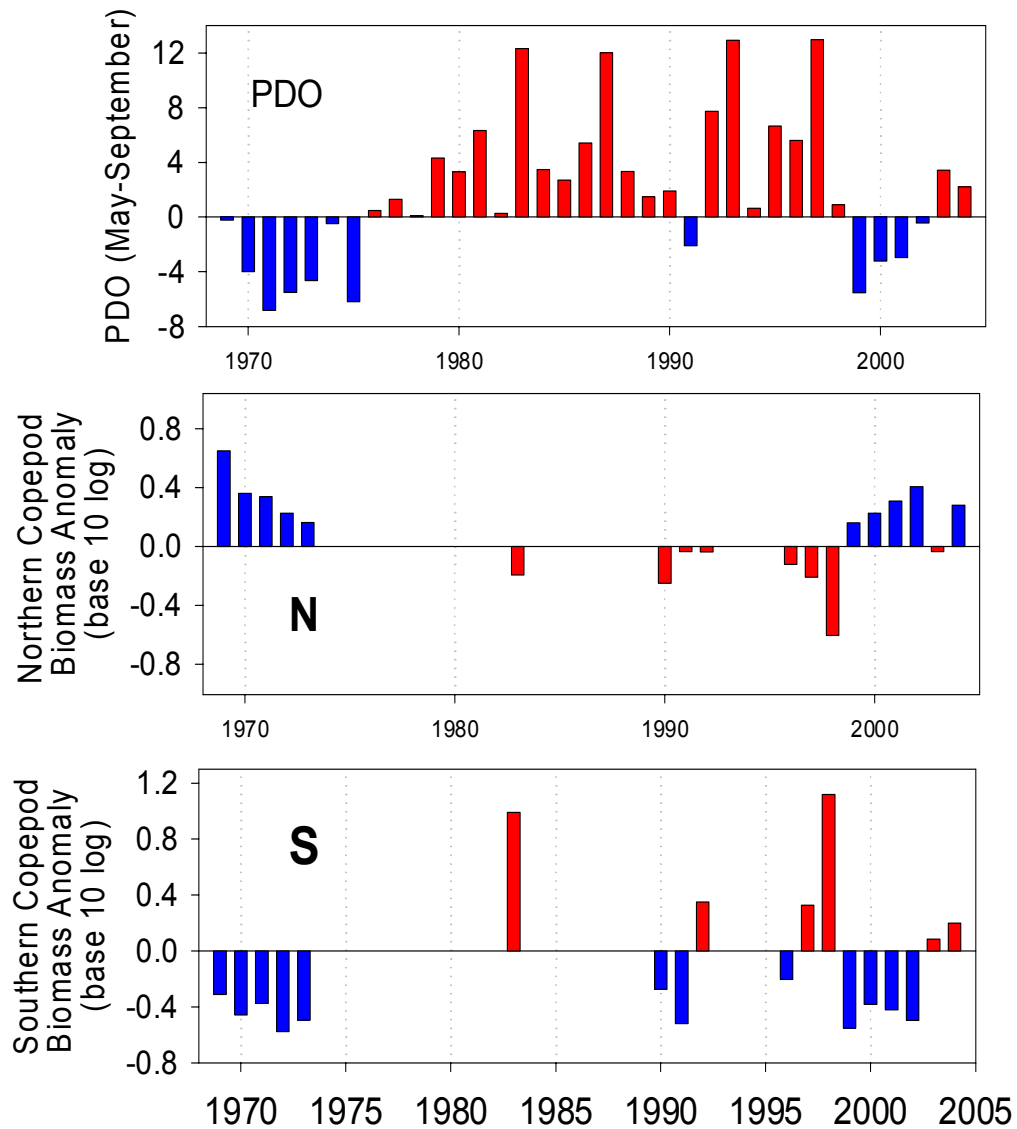 PDO (May-September)
12
8
4
0
-4
-8
PDO
1970
1980
1990
2000
Northern Copepod
Biomass Anomaly
(base 10 log)
0.8
0.4
0.0
-0.4
-0.8
N
1970
1980
1990
2000
Southern Copepod
Biomass Anomaly
(base 10 log)
1.2
0.8
0.4
0.0
-0.4
-0.8
S
1970 1975 1980 1985 1990 1995 2000 2005